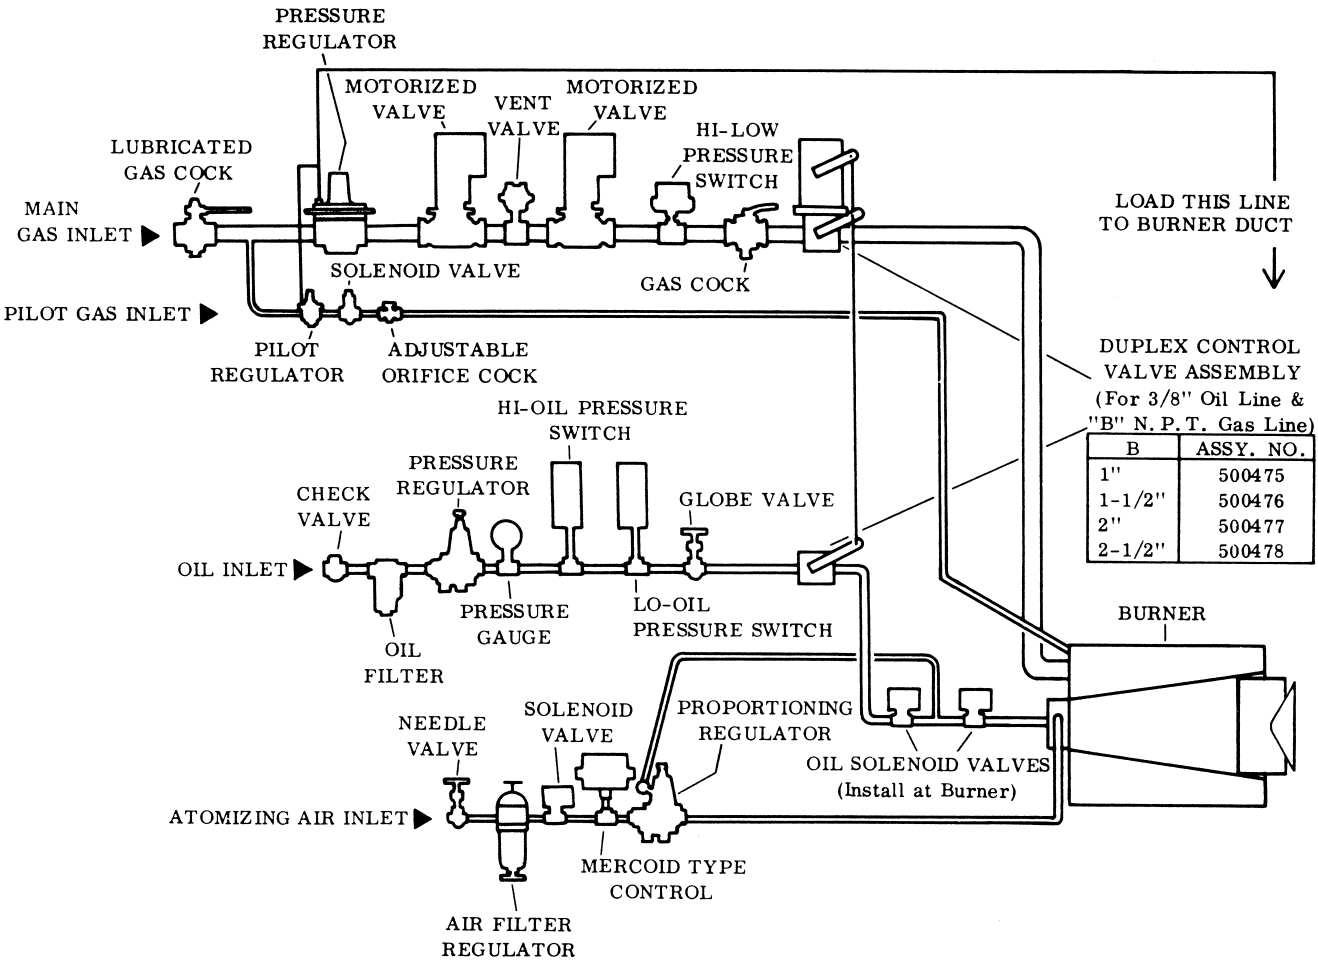 PRESSURE
REGULATOR
MOTORIZED
VALVE
VENT
VALVE
MOTORIZED
VALVE
HI-LOW
PRESSURE
SWITCH
LUBRICATED
GAS COCK
MAIN
GAS INLET
LOAD THIS LINE
TO BURNER DUCT
SOLENOID VALVE
GAS COCK
PILOT GAS INLET
PILOT
REGULATOR
ADJUSTABLE
ORIFICE COCK
DUPLEX CONTROL
VALVE ASSEMBLY
(For 3/8" Oil Line &
"B" N. P. T. Gas Line)
B ASSY. NO.
1" 500475
1-1/2" 500476
2" 500477
2-1/2" 500478
HI-OIL PRESSURE
SWITCH
PRESSURE
REGULATOR
CHECK
VALVE
GLOBE VALVE
OIL INLET
PRESSURE
GAUGE
LO-OIL
PRESSURE SWITCH
OIL
FILTER
BURNER
NEEDLE
VALVE
SOLENOID
VALVE
PROPORTIONING
REGULATOR
OIL SOLENOID VALVES
(Install at Burner)
ATOMIZING AIR INLET
MERCOID TYPE
CONTROL
AIR FILTER
REGULATOR